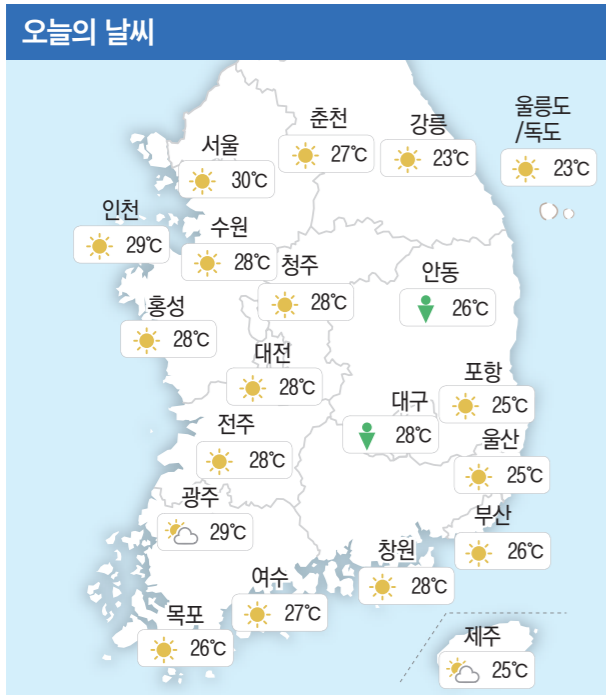 오늘의 날씨
울릉도
/독도
23℃
춘천
27℃
강릉
23℃
서울
30℃
인천
29℃
수원
28℃
청주
28℃
안동
26℃
홍성
28℃
대전
28℃
포항
25℃
대구
28℃
전주
28℃
울산
25℃
광주
29℃
부산
26℃
창원
28℃
여수
27℃
목포
26℃
제주
25℃